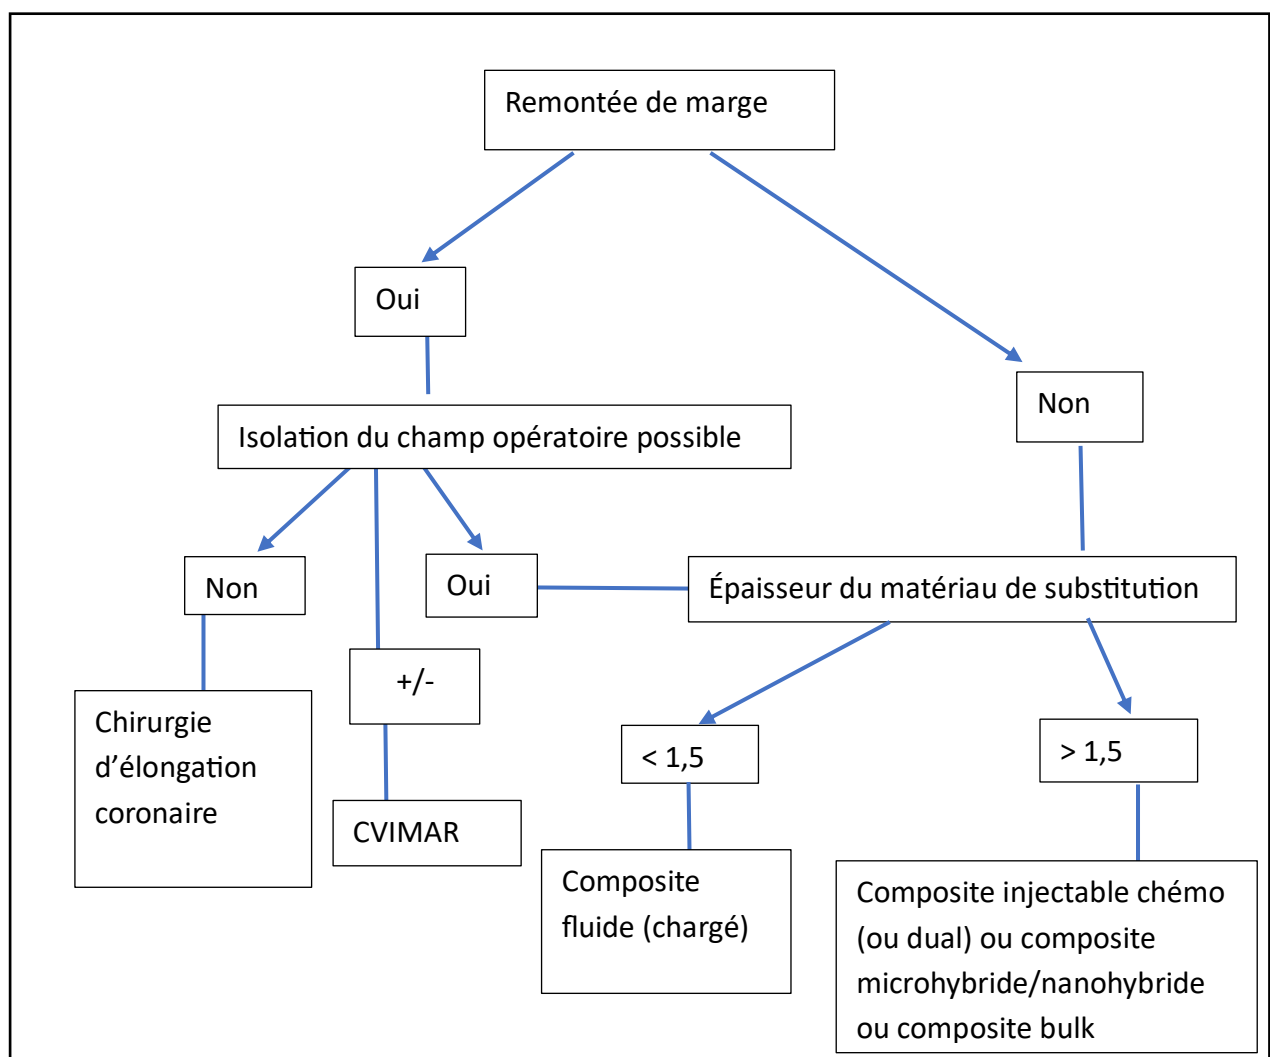 Remontée de marge
Oui
Non
Isolation du champ opératoire possible
Non
Oui
Épaisseur du matériau de substitution
+/-
Chirurgie
d’élongation
coronaire
CVIMAR
< 1,5
> 1,5
Composite
fluide (chargé)
Composite injectable chémo
(ou dual) ou composite
microhybride/nanohybride
ou composite bulk